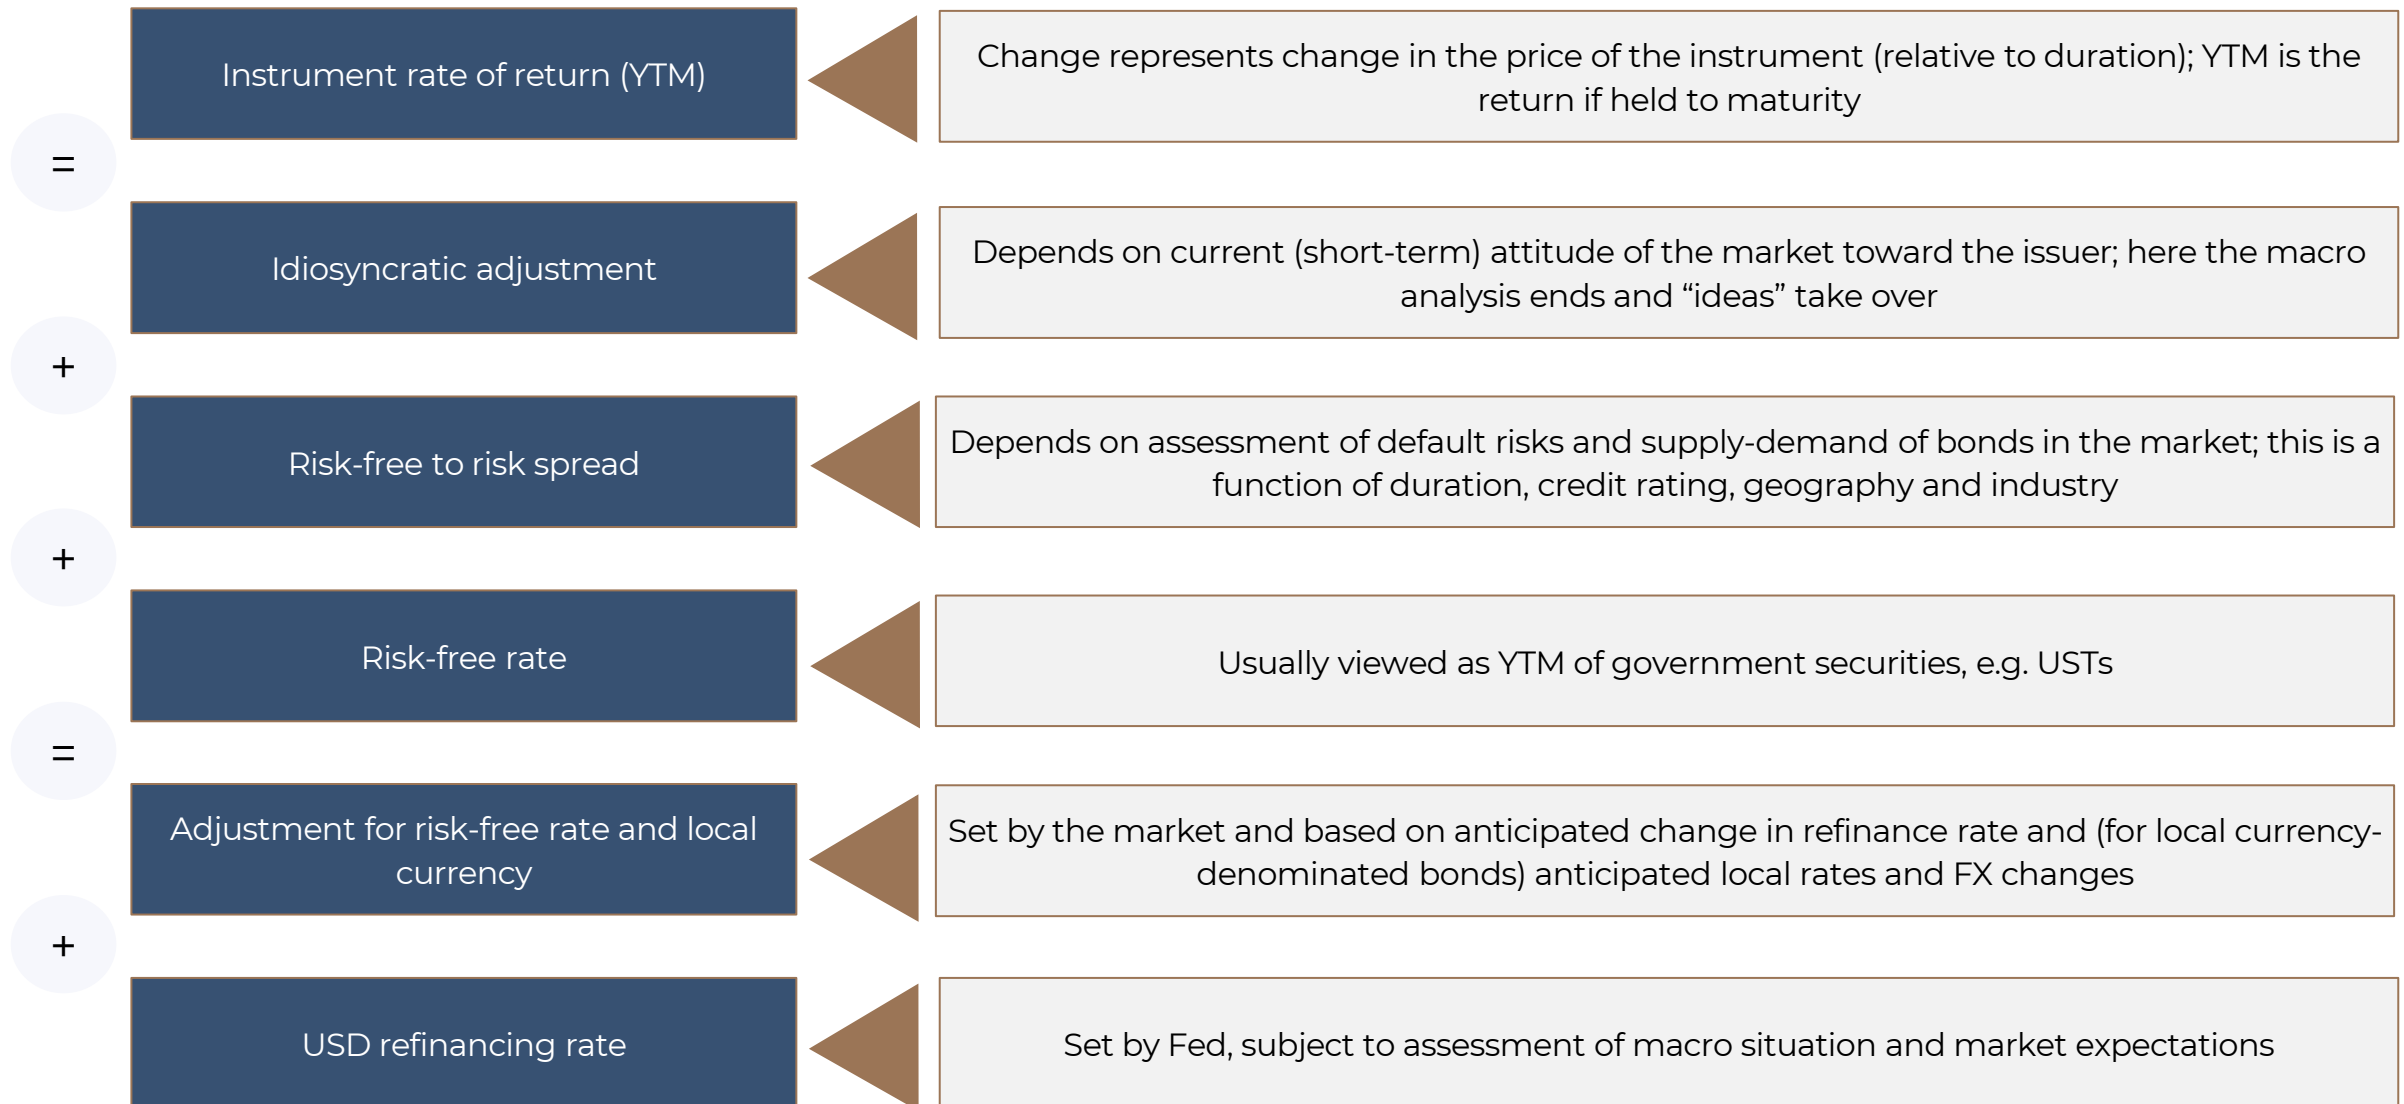 Instrument rate of return (YTM)
Change represents change in the price of the instrument (relative to duration); YTM is the
return if held to maturity
=
Idiosyncratic adjustment
Depends on current (short-term) attitude of the market toward the issuer; here the macro
analysis ends and “ideas” take over
+
Risk-free to risk spread
Depends on assessment of default risks and supply-demand of bonds in the market; this is a
function of duration, credit rating, geography and industry
+
Risk-free rate
Usually viewed as YTM of government securities, e.g. USTs
=
Adjustment for risk-free rate and local
currency
Set by the market and based on anticipated change in refinance rate and (for local currency-
denominated bonds) anticipated local rates and FX changes
+
USD refinancing rate
Set by Fed, subject to assessment of macro situation and market expectations